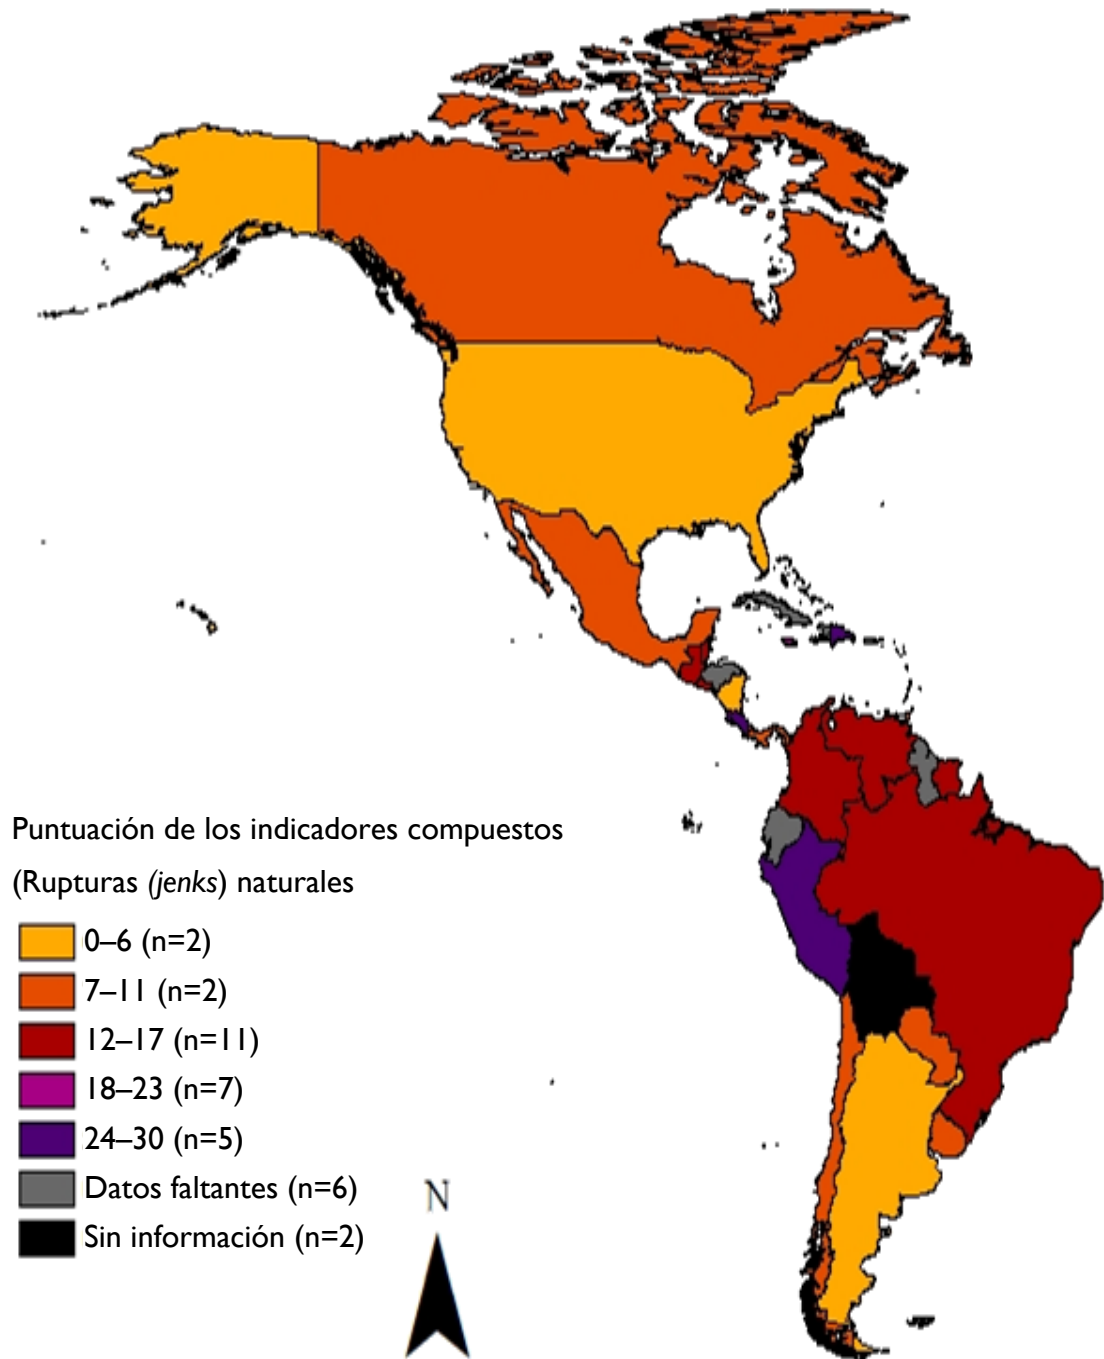 Puntuación de los indicadores compuestos
(Rupturas (jenks) naturales
0–6 (n=2)
7–11 (n=2)
12–17 (n=11)
18–23 (n=7)
24–30 (n=5)
Datos faltantes (n=6)
Sin información (n=2)
N